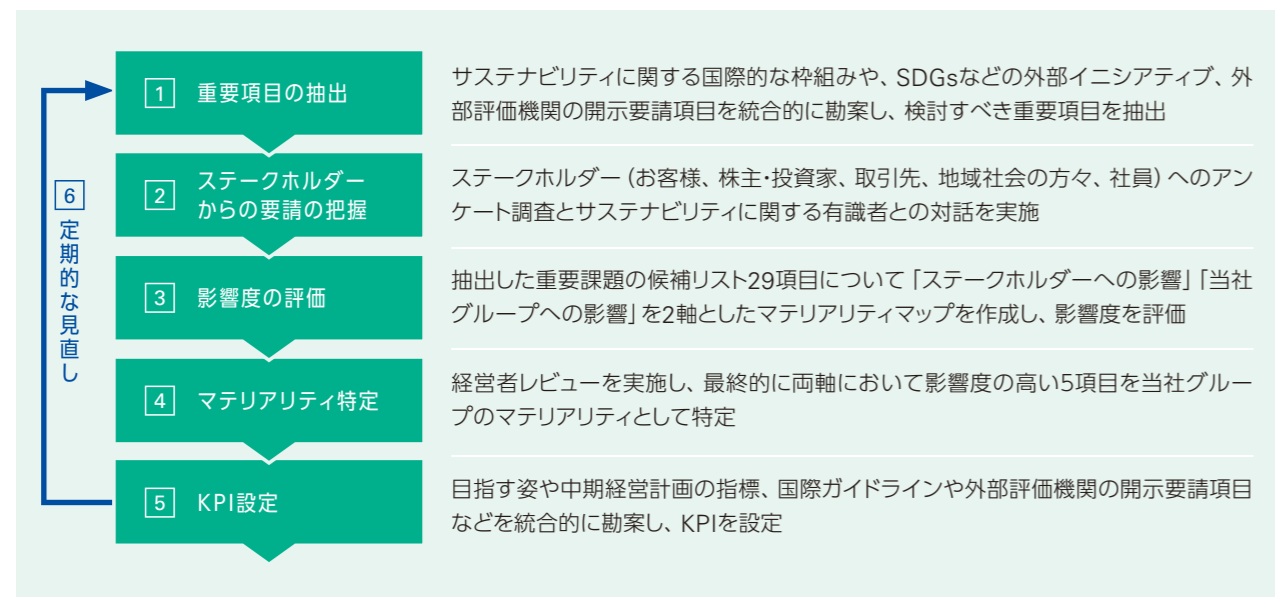 1 重要項目の抽出
サステナビリティに関する国際的な枠組みや、SDGsなどの外部イニシアティブ、外
部評価機関の開示要請項目を統合的に勘案し、検討すべき重要項目を抽出
2 ステークホルダー
からの要請の把握
ステークホルダー（お客様、株主・投資家、取引先、地域社会の方々、社員）へのアン
ケート調査とサステナビリティに関する有識者との対話を実施
3 影響度の評価
抽出した重要課題の候補リスト29項目について「ステークホルダーへの影響」「当社
グループへの影響」を2軸としたマテリアリティマップを作成し、影響度を評価
4 マテリアリティ特定
経営者レビューを実施し、最終的に両軸において影響度の高い5項目を当社グルー
プのマテリアリティとして特定
5 KPI設定
目指す姿や中期経営計画の指標、国際ガイドラインや外部評価機関の開示要請項目
などを統合的に勘案し、KPIを設定
6 定期的な見直し